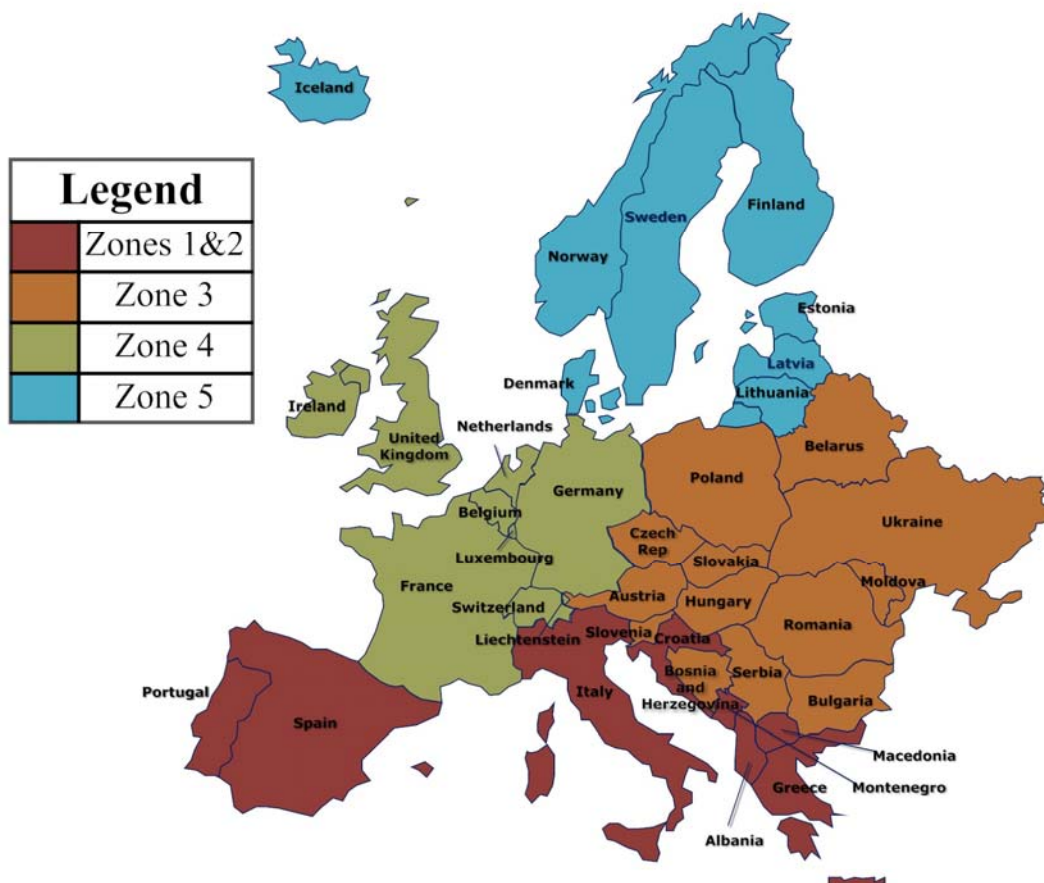 Iceland
Legend
Zones 1&2
Zone 3
Zone 4
Zone 5
Finland
Sweden
Norway
Estonia
Latvia
Denmark
Lithuania
Ireland
Netherlands
United
Kingdom
Belarus
Poland
Germany
Belgium
Ukraine
Czech
Rep
Luxembourg
Slovakia
France
Moldova
Austria
Hungary
Switzerland
Romania
Liechtenstein
Slovenia
Croatia
Bosnia
and
Herzegovina
Serbia
Portugal
Italy
Bulgaria
Spain
Macedonia
Montenegro
Greece
Albania